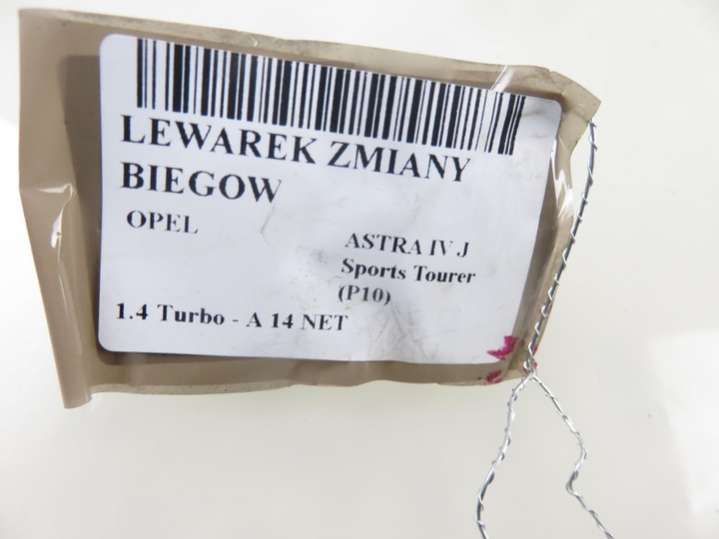 LEWAREK ZMIANY
BIEGOW
OPEL
ASTRA IV J
Sports Tourer
(P10)
1.4 Turbo - A 14 NET